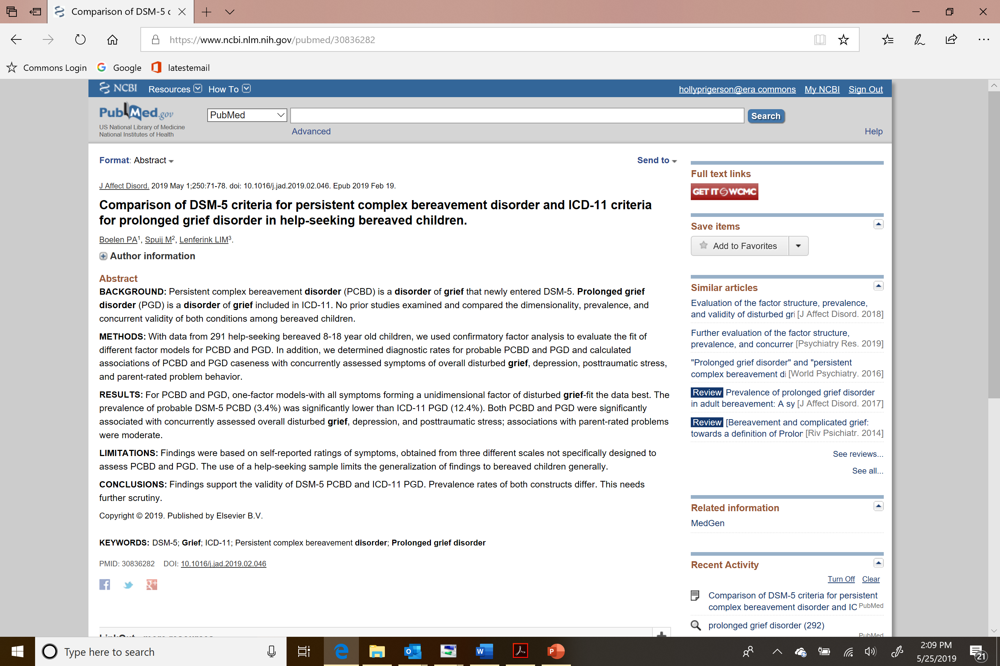 Comparison of DSM-5 c
https://www.ncbi.nlm.nih.gov/pubmed/30836282
Commons Login Google latestemail
NCBI Resources How To hollyprigerson@era commons My NCBI Sign Out
PubMed.gov
US National Library of Medicine
National Institutes of Health
PubMed Search
Advanced
Help
Format: Abstract Send to
J Affect Disord. 2019 May 1;250:71-78. doi: 10.1016/j.jad.2019.02.046. Epub 2019 Feb 19.
Comparison of DSM-5 criteria for persistent complex bereavement disorder and ICD-11 criteria
for prolonged grief disorder in help-seeking bereaved children.
Boelen PA1, Spuij M2, Lenferink LIM3.
Author information
Abstract
BACKGROUND: Persistent complex bereavement disorder (PCBD) is a disorder of grief that newly entered DSM-5. Prolonged grief
disorder (PGD) is a disorder of grief included in ICD-11. No prior studies examined and compared the dimensionality, prevalence, and
concurrent validity of both conditions among bereaved children.
METHODS: With data from 291 help-seeking bereaved 8-18 year old children, we used confirmatory factor analysis to evaluate the fit of
different factor models for PCBD and PGD. In addition, we determined diagnostic rates for probable PCBD and PGD and calculated
associations of PCBD and PGD caseness with concurrently assessed symptoms of overall disturbed grief, depression, posttraumatic stress,
and parent-rated problem behavior.
RESULTS: For PCBD and PGD, one-factor models-with all symptoms forming a unidimensional factor of disturbed grief-fit the data best. The
prevalence of probable DSM-5 PCBD (3.4%) was significantly lower than ICD-11 PGD (12.4%). Both PCBD and PGD were significantly
associated with concurrently assessed overall disturbed grief, depression, and posttraumatic stress; associations with parent-rated problems
were moderate.
LIMITATIONS: Findings were based on self-reported ratings of symptoms, obtained from three different scales not specifically designed to
assess PCBD and PGD. The use of a help-seeking sample limits the generalization of findings to bereaved children generally.
CONCLUSIONS: Findings support the validity of DSM-5 PCBD and ICD-11 PGD. Prevalence rates of both constructs differ. This needs
further scrutiny.
Copyright © 2019. Published by Elsevier B.V.
KEYWORDS: DSM-5; Grief; ICD-11; Persistent complex bereavement disorder; Prolonged grief disorder
PMID: 30836282 DOI: 10.1016/j.jad.2019.02.046
LinkOut - more resources
Full text links
GET IT WCMC
Save items
Add to Favorites
Similar articles
Evaluation of the factor structure, prevalence,
and validity of disturbed gri [J Affect Disord. 2018]
Further evaluation of the factor structure,
prevalence, and concurrer [Psychiatry Res. 2019]
"Prolonged grief disorder" and "persistent
complex bereavement di [World Psychiatry. 2016]
Review Prevalence of prolonged grief disorder
in adult bereavement: A sy [J Affect Disord. 2017]
Review [Bereavement and complicated grief:
towards a definition of Prolor [Riv Psichiatr. 2014]
See reviews...
See all...
Related information
MedGen
Recent Activity
Turn Off Clear
Comparison of DSM-5 criteria for persistent
complex bereavement disorder and IC PubMed
prolonged grief disorder (292)
PubMed
Type here to search
2:09 PM
5/25/2019
21